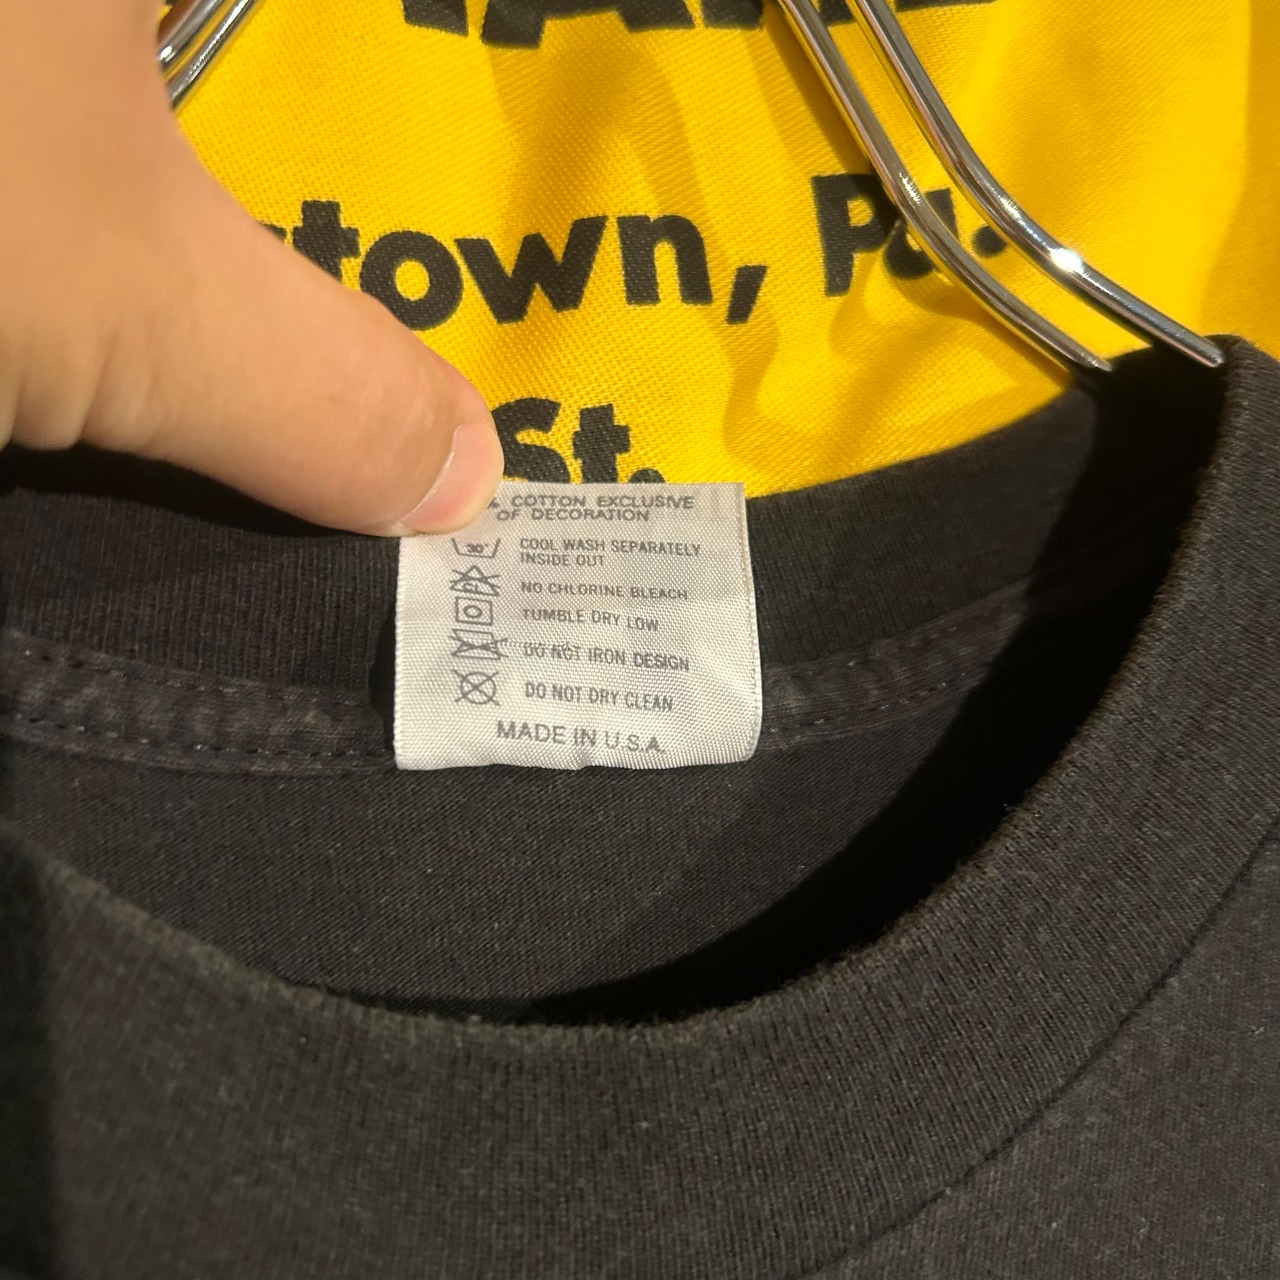 town, Pa.
St.
% COTTON EXCLUSIVE
OF DECORATION
30°
COOL WASH SEPARATELY
INSIDE OUT
NO CHLORINE BLEACH
TUMBLE DRY LOW
DO NOT IRON DESIGN
DO NOT DRY CLEAN
MADE IN U.S.A.